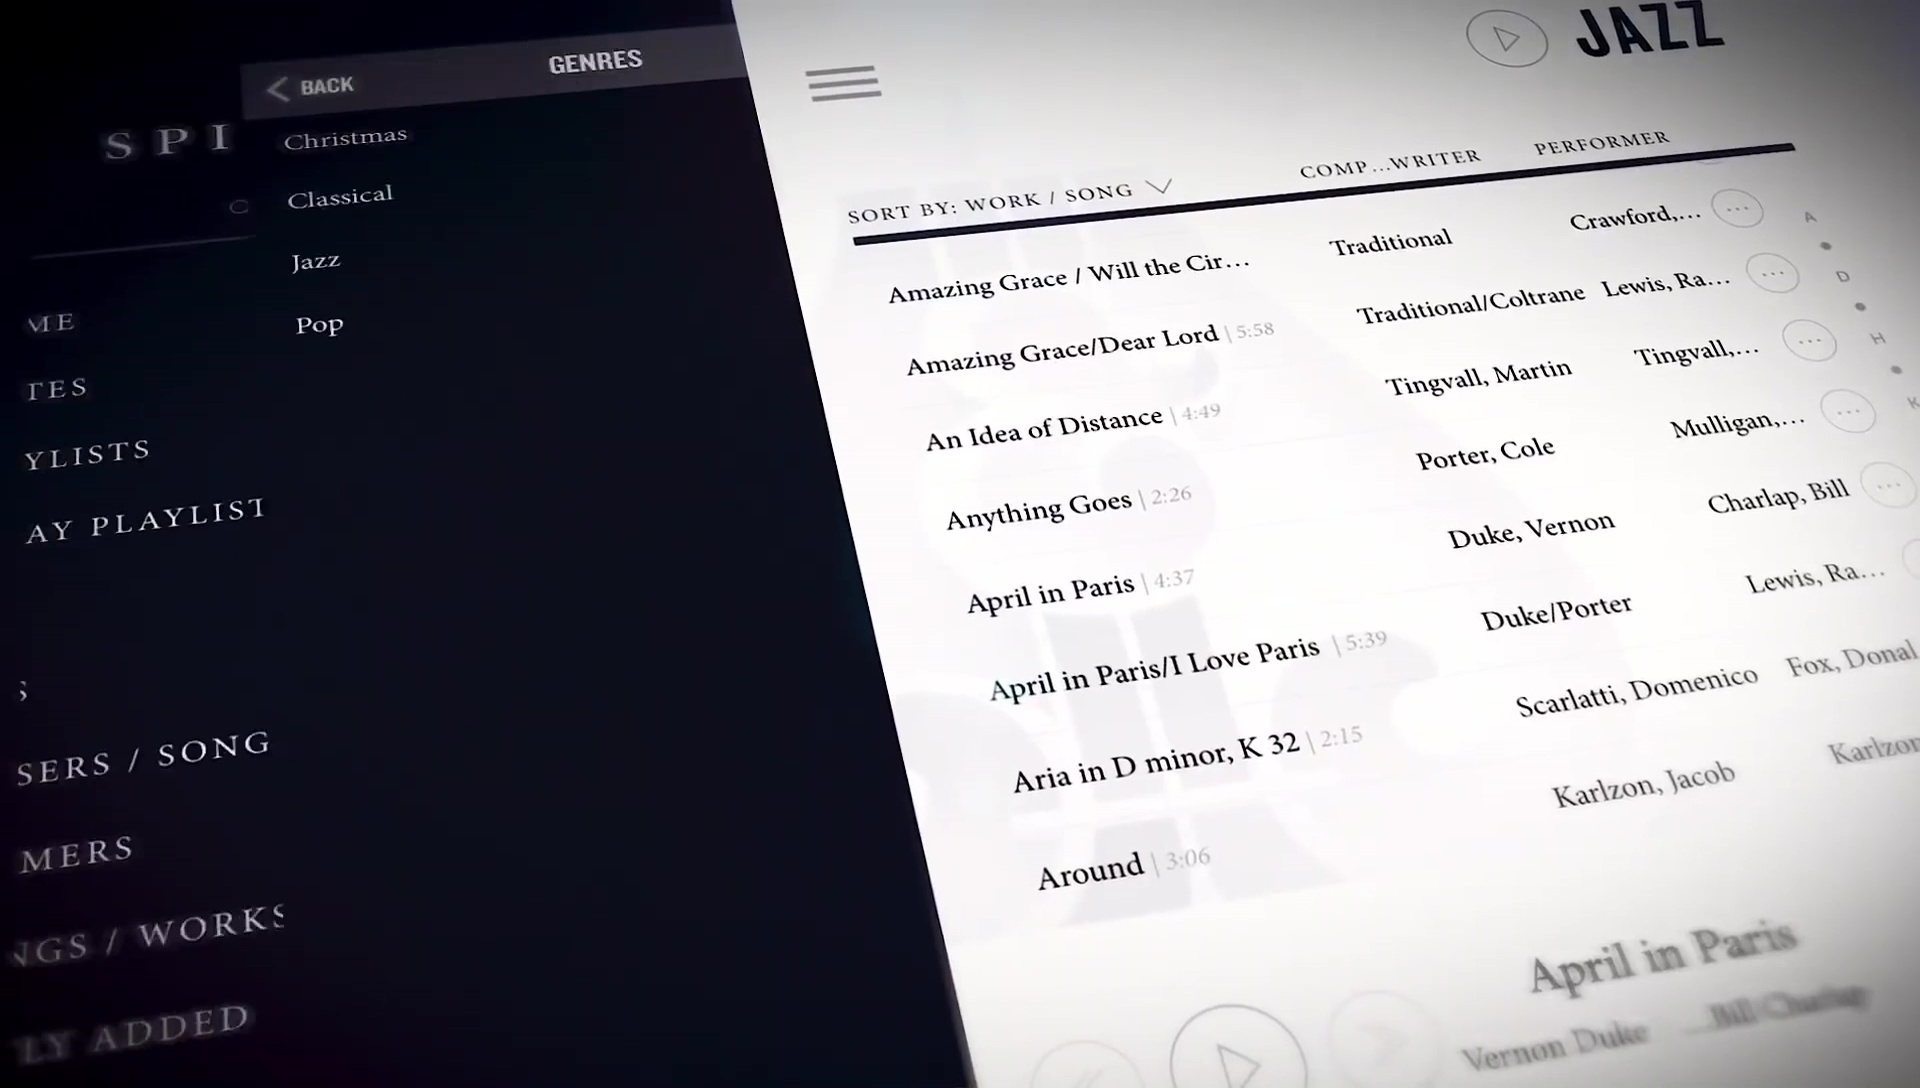 BACK
GENRES
SPI
C
Christmas
Classical
Jazz
Pop
ME
TES
YLISTS
AY PLAYLIST
S
SERS / SONG
MERS
NGS / WORKS
LY ADDED
JAZZ
SORT BY: WORK / SONG
COMP...WRITER
PERFORMER
Amazing Grace / Will the Cir... Traditional Crawford,...
Amazing Grace/Dear Lord | 5:58 Traditional/Coltrane Lewis, Ra...
An Idea of Distance | 4:49 Tingvall, Martin Tingvall,...
Anything Goes | 2:26 Porter, Cole Mulligan,...
April in Paris | 4:37 Duke, Vernon Charlap, Bill
April in Paris/I Love Paris | 5:39 Duke/Porter Lewis, Ra...
Aria in D minor, K 32 | 2:15 Scarlatti, Domenico Fox, Donal
Around | 3:06 Karlzon, Jacob Karlzon
A
D
H
K
April in Paris
Vernon Duke ...Bill Charlap